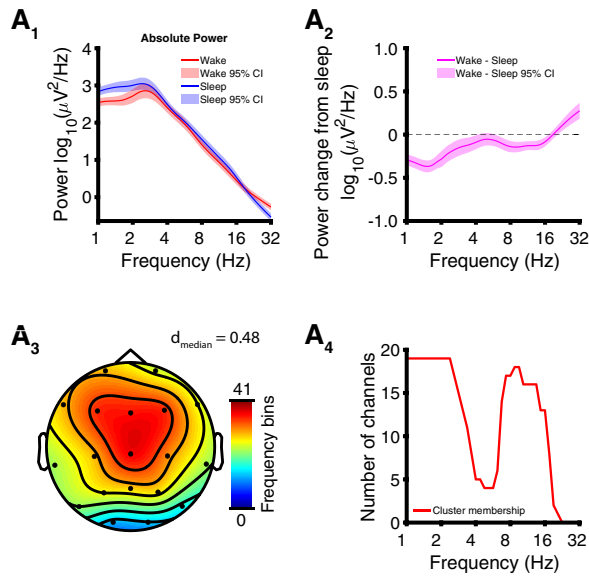 A1
Absolute Power
Wake
Wake 95% CI
Sleep
Sleep 95% CI
Power log10(μV2/Hz)
4
3
2
1
0
1 2 4 8 16 32
Frequency (Hz)
A2
Wake - Sleep
Wake - Sleep 95% CI
Power change from sleep
log10(μV2/Hz)
1.0
0.5
0
-0.5
-1.0
1 2 4 8 16 32
Frequency (Hz)
A3
dmedian = 0.48
41
0
Frequency bins
A4
Number of channels
20
15
10
5
0
Cluster membership
1 2 4 8 16 32
Frequency (Hz)